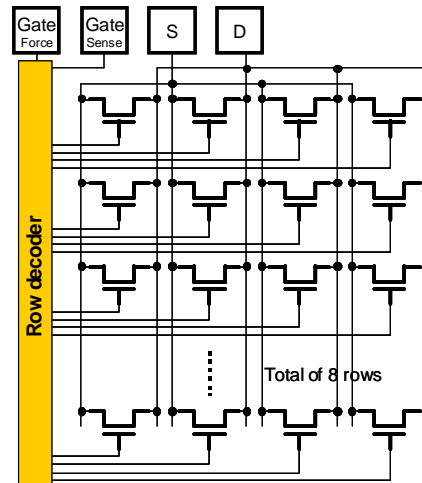 Gate
Force
Gate
Sense
S
D
Row decoder
Total of 8 rows